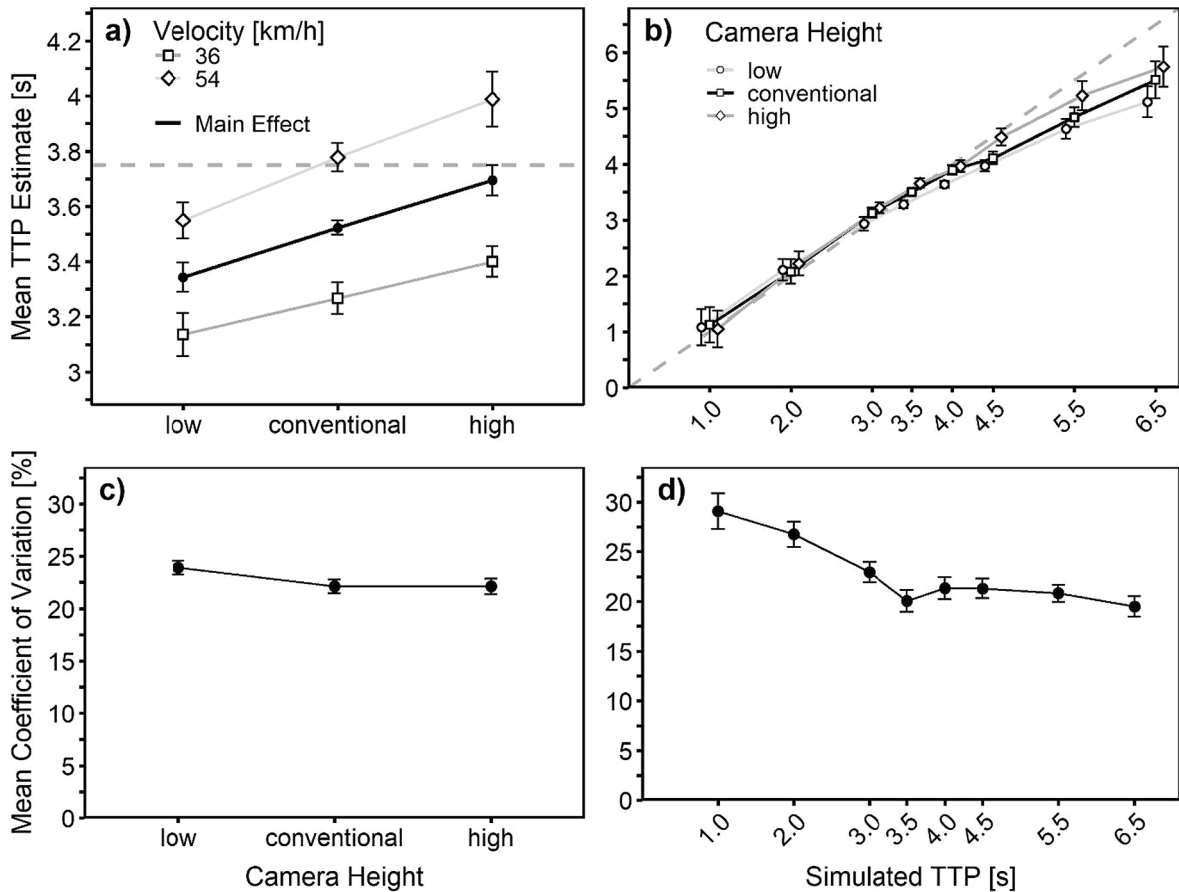 a) Velocity [km/h]
36
54
Main Effect
Mean TTP Estimate [s]
4.2
4
3.8
3.6
3.4
3.2
3
low conventional high
b) Camera Height
low
conventional
high
6
5
4
3
2
1
0
1.0 2.0 3.0 3.5 4.0 4.5 5.5 6.5
c)
Mean Coefficient of Variation [%]
30
25
20
15
10
5
0
low conventional high
Camera Height
d)
30
25
20
15
10
5
0
1.0 2.0 3.0 3.5 4.0 4.5 5.5 6.5
Simulated TTP [s]